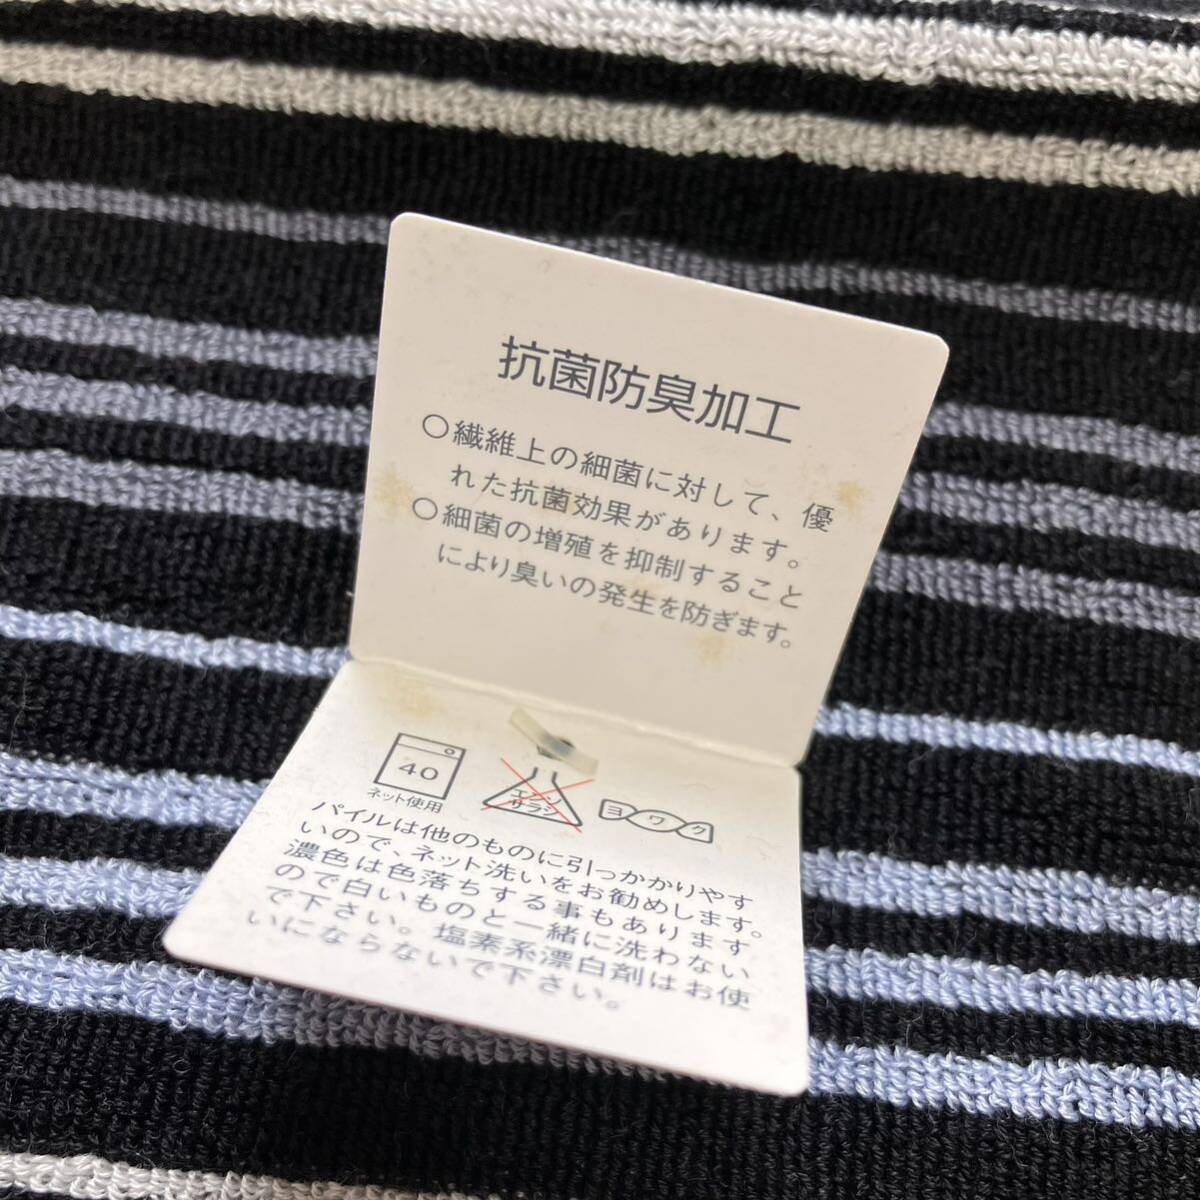 抗菌防臭加工
○繊維上の細菌に対して、優
れた抗菌効果があります。
○細菌の増殖を抑制すること
により臭いの発生を防ぎます。
40
ネット使用
エンソ
サラシ
ヨワク
パイルは他のものに引っかかりやす
いので、ネット洗いをお勧めします。
濃色は色落ちする事もあります
ので白いものと一緒に洗わない
で下さい。塩素系漂白剤はお使
いにならないで下さい。